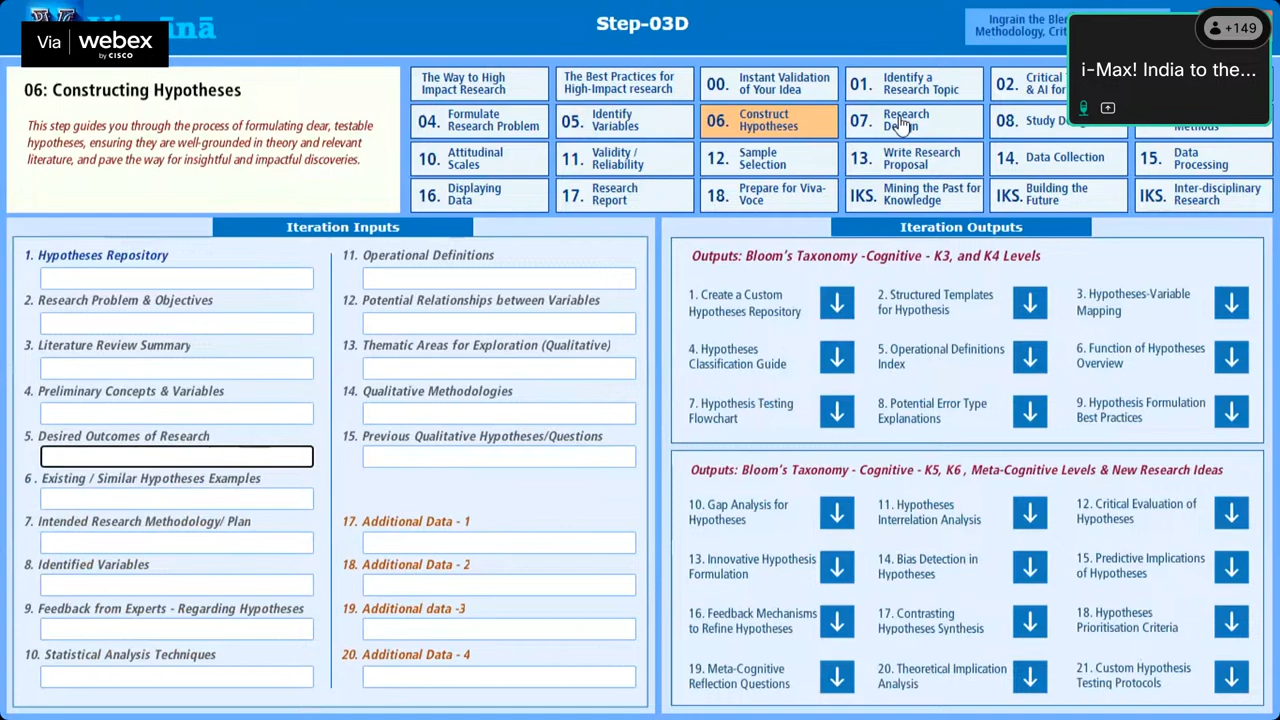 Via webex
by CISCO
Step-03D
Ingrain the
Methodology,
+149
i-Max! India to the...
06: Constructing Hypotheses
This step guides you through the process of formulating clear, testable
hypotheses, ensuring they are well-grounded in theory and relevant
literature, and pave the way for insightful and impactful discoveries.
The Way to High
Impact Research
The Best Practices for
High-Impact research
00. Instant Validation
of Your Idea
01. Identify a
Research Topic
02. Critical
& AI for
04. Formulate
Research Problem
05. Identify
Variables
06. Construct
Hypotheses
07. Research
08. Study
Methods
10. Attitudinal
Scales
11. Validity /
Reliability
12. Sample
Selection
13. Write Research
Proposal
14. Data Collection
15. Data
Processing
16. Displaying
Data
17. Research
Report
18. Prepare for Viva-
Voce
IKS. Mining the Past for
Knowledge
IKS. Building the
Future
IKS. Inter-disciplinary
Research
Iteration Inputs
1. Hypotheses Repository
2. Research Problem & Objectives
3. Literature Review Summary
4. Preliminary Concepts & Variables
5. Desired Outcomes of Research
6 . Existing / Similar Hypotheses Examples
7. Intended Research Methodology/ Plan
8. Identified Variables
9. Feedback from Experts - Regarding Hypotheses
10. Statistical Analysis Techniques
11. Operational Definitions
12. Potential Relationships between Variables
13. Thematic Areas for Exploration (Qualitative)
14. Qualitative Methodologies
15. Previous Qualitative Hypotheses/Questions
17. Additional Data - 1
18. Additional Data - 2
19. Additional data -3
20. Additional Data - 4
Iteration Outputs
Outputs: Bloom's Taxonomy -Cognitive - K3, and K4 Levels
1. Create a Custom
Hypotheses Repository
2. Structured Templates
for Hypothesis
3. Hypotheses-Variable
Mapping
4. Hypotheses
Classification Guide
5. Operational Definitions
Index
6. Function of Hypotheses
Overview
7. Hypothesis Testing
Flowchart
8. Potential Error Type
Explanations
9. Hypothesis Formulation
Best Practices
Outputs: Bloom's Taxonomy - Cognitive - K5, K6 , Meta-Cognitive Levels & New Research Ideas
10. Gap Analysis for
Hypotheses
11. Hypotheses
Interrelation Analysis
12. Critical Evaluation of
Hypotheses
13. Innovative Hypothesis
Formulation
14. Bias Detection in
Hypotheses
15. Predictive Implications
of Hypotheses
16. Feedback Mechanisms
to Refine Hypotheses
17. Contrasting
Hypotheses Synthesis
18. Hypotheses
Prioritisation Criteria
19. Meta-Cognitive
Reflection Questions
20. Theoretical Implication
Analysis
21. Custom Hypothesis
Testing Protocols